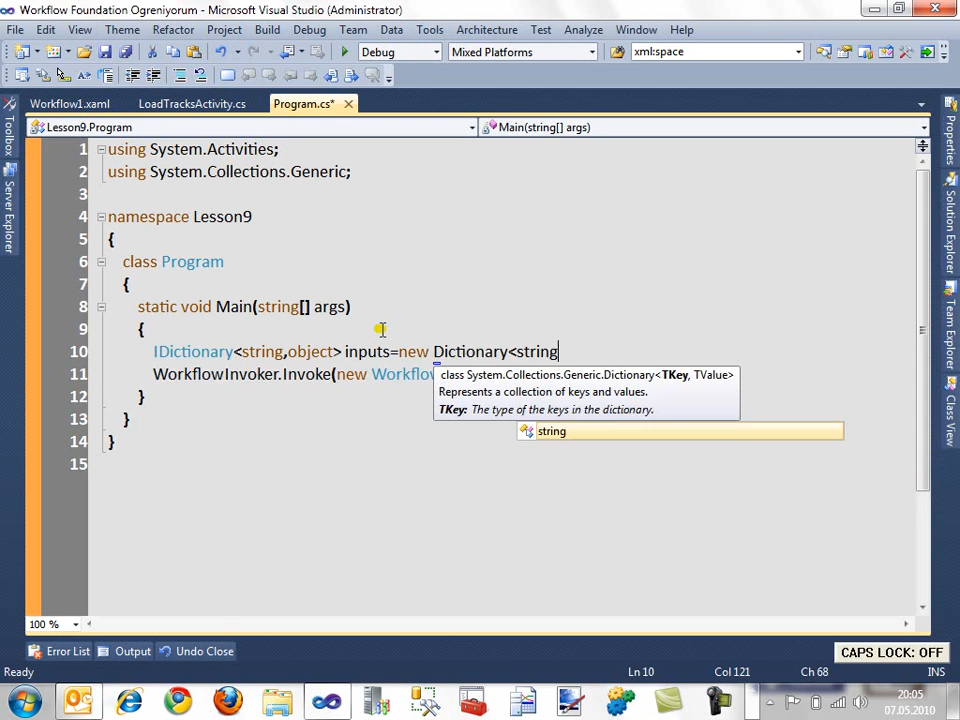 Workflow Foundation Ogreniyorum - Microsoft Visual Studio (Administrator)
File Edit View Theme Refactor Project Build Debug Team Data Tools Architecture Test Analyze Window Help
Debug Mixed Platforms xml:space
Workflow1.xaml LoadTracksActivity.cs Program.cs*
Lesson9.Program Main(string[] args)
1 using System.Activities;
2 using System.Collections.Generic;
3
4 namespace Lesson9
5 {
6 class Program
7 {
8 static void Main(string[] args)
9 {
10 IDictionary<string,object> inputs=new Dictionary<string
11 WorkflowInvoker.Invoke(new Workflow
class System.Collections.Generic.Dictionary<TKey, TValue>
Represents a collection of keys and values.
TKey: The type of the keys in the dictionary.
string
12 }
13 }
14 }
15
Toolbox
Server Explorer
Properties
Solution Explorer
Team Explorer
Class View
100 %
Error List Output Undo Close
CAPS LOCK: OFF
Ready Ln 10 Col 121 Ch 68 INS
20:05
07.05.2010